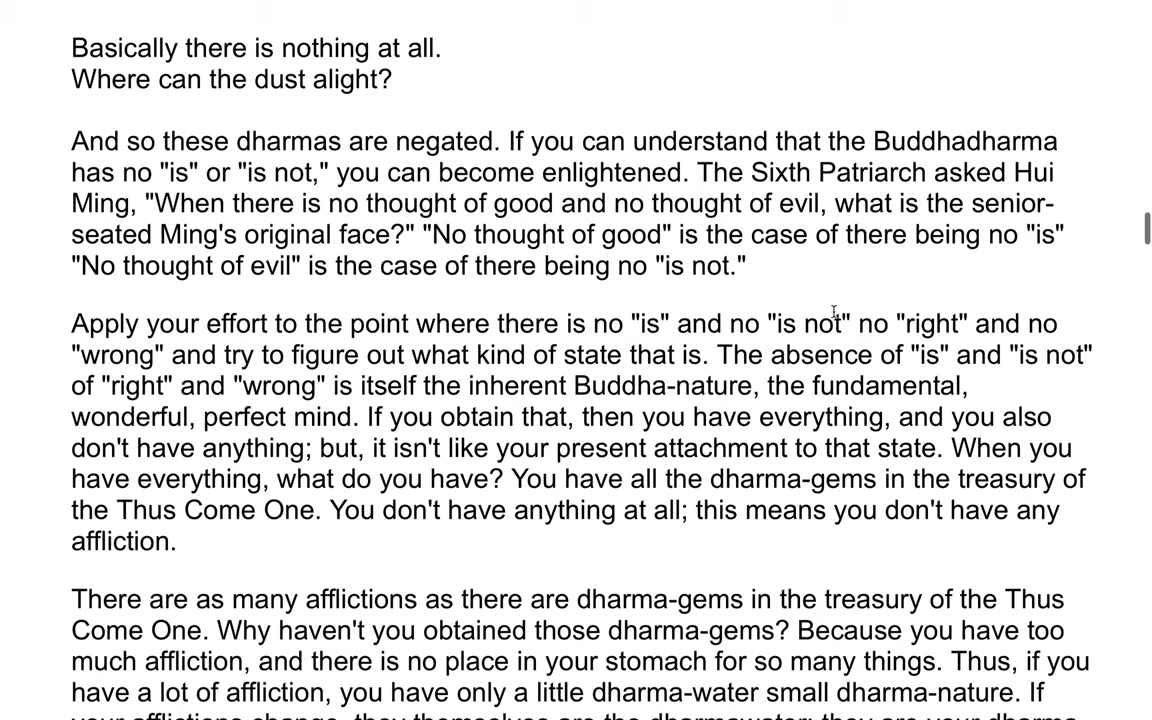 Basically there is nothing at all.
Where can the dust alight?
And so these dharmas are negated. If you can understand that the Buddhadharma
has no "is" or "is not," you can become enlightened. The Sixth Patriarch asked Hui
Ming, "When there is no thought of good and no thought of evil, what is the senior-
seated Ming's original face?" "No thought of good" is the case of there being no "is"
"No thought of evil" is the case of there being no "is not."
Apply your effort to the point where there is no "is" and no "is not" no "right" and no
"wrong" and try to figure out what kind of state that is. The absence of "is" and "is not"
of "right" and "wrong" is itself the inherent Buddha-nature, the fundamental,
wonderful, perfect mind. If you obtain that, then you have everything, and you also
don't have anything; but, it isn't like your present attachment to that state. When you
have everything, what do you have? You have all the dharma-gems in the treasury of
the Thus Come One. You don't have anything at all; this means you don't have any
affliction.
There are as many afflictions as there are dharma-gems in the treasury of the Thus
Come One. Why haven't you obtained those dharma-gems? Because you have too
much affliction, and there is no place in your stomach for so many things. Thus, if you
have a lot of affliction, you have only a little dharma-water small dharma-nature. If
your afflictions change, they themselves are the dharmawater; they are your dharma